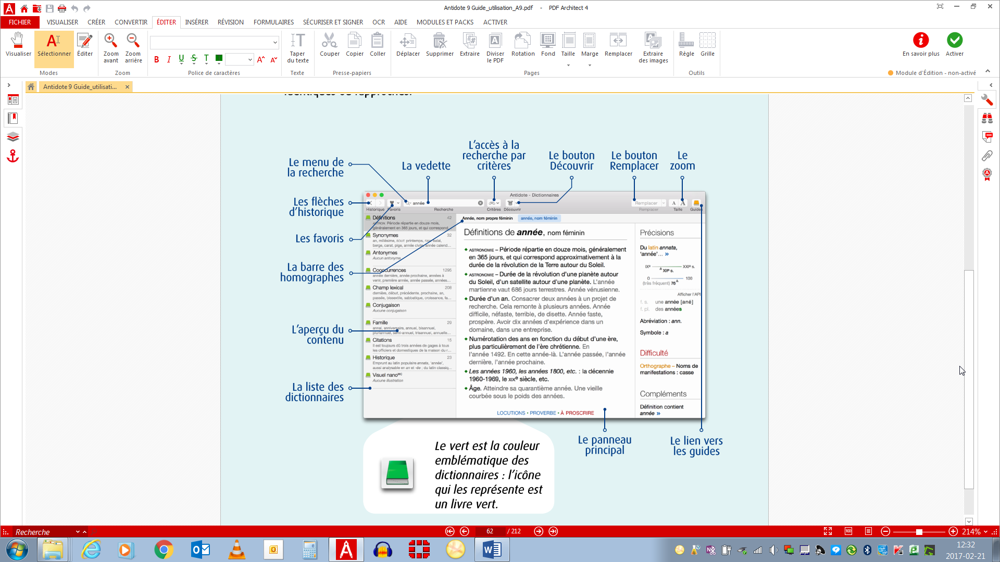 Antidote 9 Guide_utilisation_A9.pdf - PDF Architect 4
FICHIER VISUALISER CRÉER CONVERTIR ÉDITER INSÉRER RÉVISION FORMULAIRES SÉCURISER ET SIGNER OCR AIDE MODULES ET PACKS ACTIVER
Visualiser Sélectionner Éditer
Modes
Zoom avant
Zoom arrière
Zoom
B I U S T
Police de caractères
Taper du texte
Texte
Couper Copier Coller
Presse-papiers
Déplacer Supprimer Extraire Diviser le PDF Rotation Fond Taille Marge Remplacer Extraire des images
Pages
Règle Grille
Outils
En savoir plus Activer
Module d'Édition - non-activé
Antidote 9 Guide_utilisati...
identiques ou rapprochés.
Le menu de
la recherche
La vedette
L'accès à la
recherche par
critères
Le bouton
Découvrir
Le bouton
Remplacer
Le
zoom
Les flèches
d'historique
Les favoris
La barre des
homographes
L'aperçu du
contenu
La liste des
dictionnaires
Antidote - Dictionnaires
année
Remplacer
A A
Historique Favoris Recherche Critères Découvrir Remplacer Taille Guides
Définitions 42
ASTRON. Période répartie en douze mois,
généralement en 365 jours, et qui correspond...
Synonymes 32
an, millésime, SOUT. printemps, FAM. balai,
berge, carat, pige, année civile, année calend...
Antonymes
Aucun antonyme
Cooccurrences 1295
année dernière, année prochaine, années à
venir, première année, année passée, années...
Champ lexical 208
dernière, début, précédente, prochaine, an,
passée, bissextile, sabbatique, croissance, fa...
Conjugaison
Aucune conjugaison
Famille 29
annal, anniversaire, annuel, bisannuel,
pluriannuel, semi-annuel, trisannuel, annuelle...
Citations 15
Il est toujours dû trois années de gages à tous
les officiers et domestiques de la maison du r...
Historique 23
Emprunt au latin populaire annata, 'année',
aussi analysable en an et -ée ; du latin classiq...
Visuel nanoᴹᶜ
Aucune illustration
Année, nom propre féminin année, nom féminin
Définitions de année, nom féminin
ASTRONOMIE – Période répartie en douze mois, généralement
en 365 jours, et qui correspond approximativement à la
durée de la révolution de la Terre autour du Soleil.
ASTRONOMIE – Durée de la révolution d'une planète autour
du Soleil, d'un satellite autour d'une planète. L'année
martienne vaut 686 jours terrestres. Année vénusienne.
Durée d'un an. Consacrer deux années à un projet de
recherche. Cela remonte à plusieurs années. Année
difficile, néfaste, terrible, de disette. Année faste,
prospère. Avoir dix années d'expérience dans un
domaine, dans une entreprise.
Numérotation des ans en fonction du début d'une ère,
plus particulièrement de l'ère chrétienne. En
l'année 1492. En cette année-là. L'année passée, l'année
dernière, l'année prochaine.
Les années 1960, les années 1800, etc. : la décennie
1960-1969, le XIXᵉ siècle, etc.
Âge. Atteindre sa quarantième année. Une vieille
courbée sous le poids des années.
LOCUTIONS • PROVERBE • À PROSCRIRE
Précisions
Du latin annata,
'année'... »
IXᵉ XXIᵉ s.
XIIᵉ s.
0 100
(très fréquent) 76
Afficher l'API
f. s. une année [ané]
f. pl. des années
Abréviation : ann.
Symbole : a
Difficulté
Orthographe – Noms de
manifestations : casse
Compléments
Définition contient
année »
Le panneau
principal
Le lien vers
les guides
Le vert est la couleur
emblématique des
dictionnaires : l'icône
qui les représente est
un livre vert.
Recherche 62 / 212 214%
12:32
2017-02-21